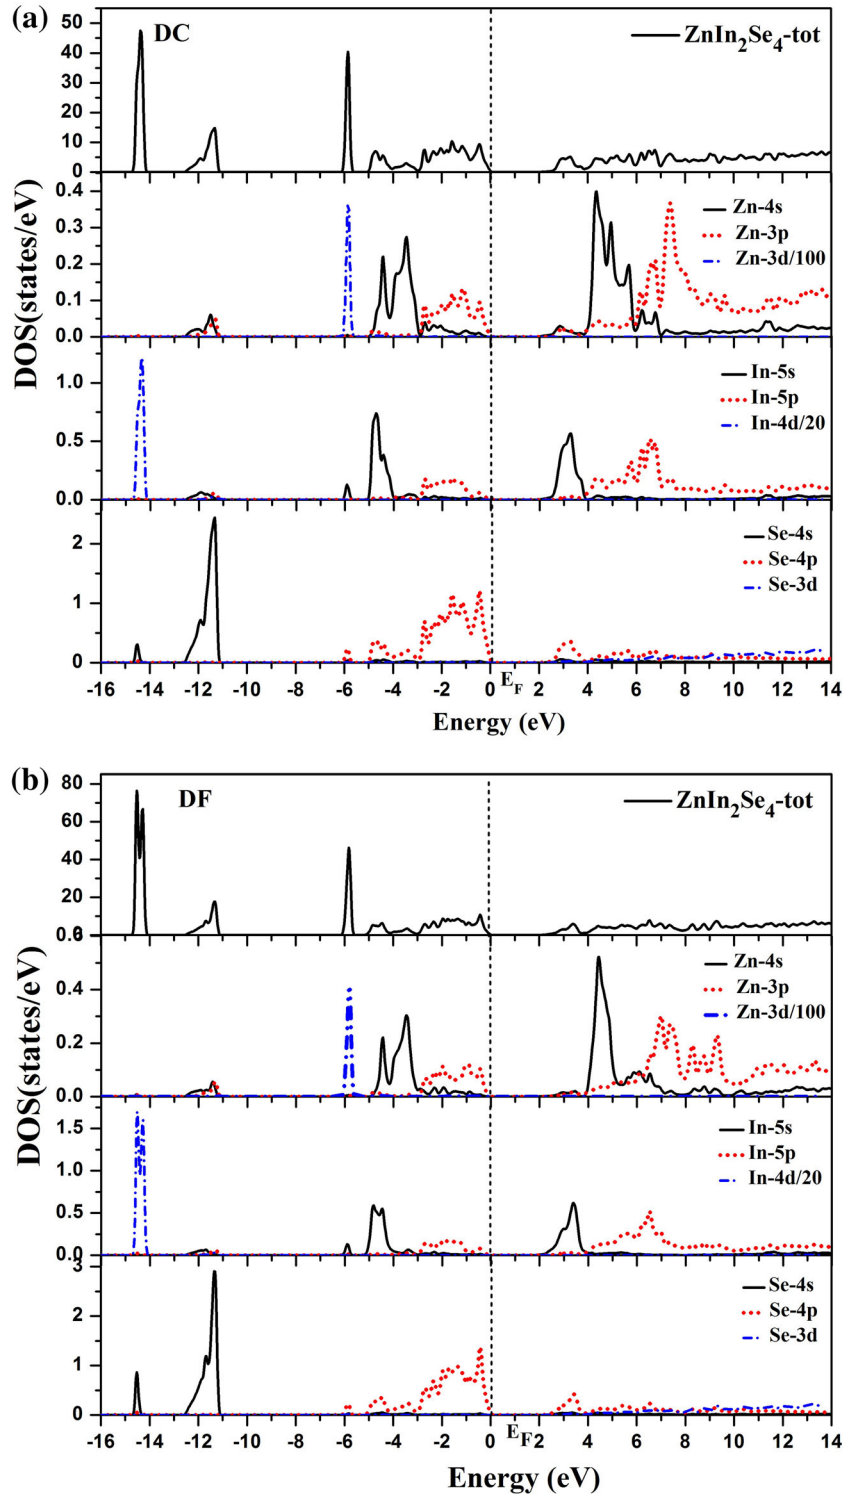 (a)
DC
ZnIn2Se4-tot
50
40
30
20
10
0
Zn-4s
Zn-3p
Zn-3d/100
0.4
0.3
0.2
0.1
0.0
In-5s
In-5p
In-4d/20
1.0
0.5
0.0
Se-4s
Se-4p
Se-3d
2
1
0
DOS(states/eV)
-16 -14 -12 -10 -8 -6 -4 -2 0 2 4 6 8 10 12 14
EF
Energy (eV)
(b)
DF
ZnIn2Se4-tot
80
60
40
20
Zn-4s
Zn-3p
Zn-3d/100
0.4
0.2
0.0
In-5s
In-5p
In-4d/20
1.5
1.0
0.5
Se-4s
Se-4p
Se-3d
3
2
1
0
DOS(states/eV)
-16 -14 -12 -10 -8 -6 -4 -2 0 2 4 6 8 10 12 14
EF
Energy (eV)